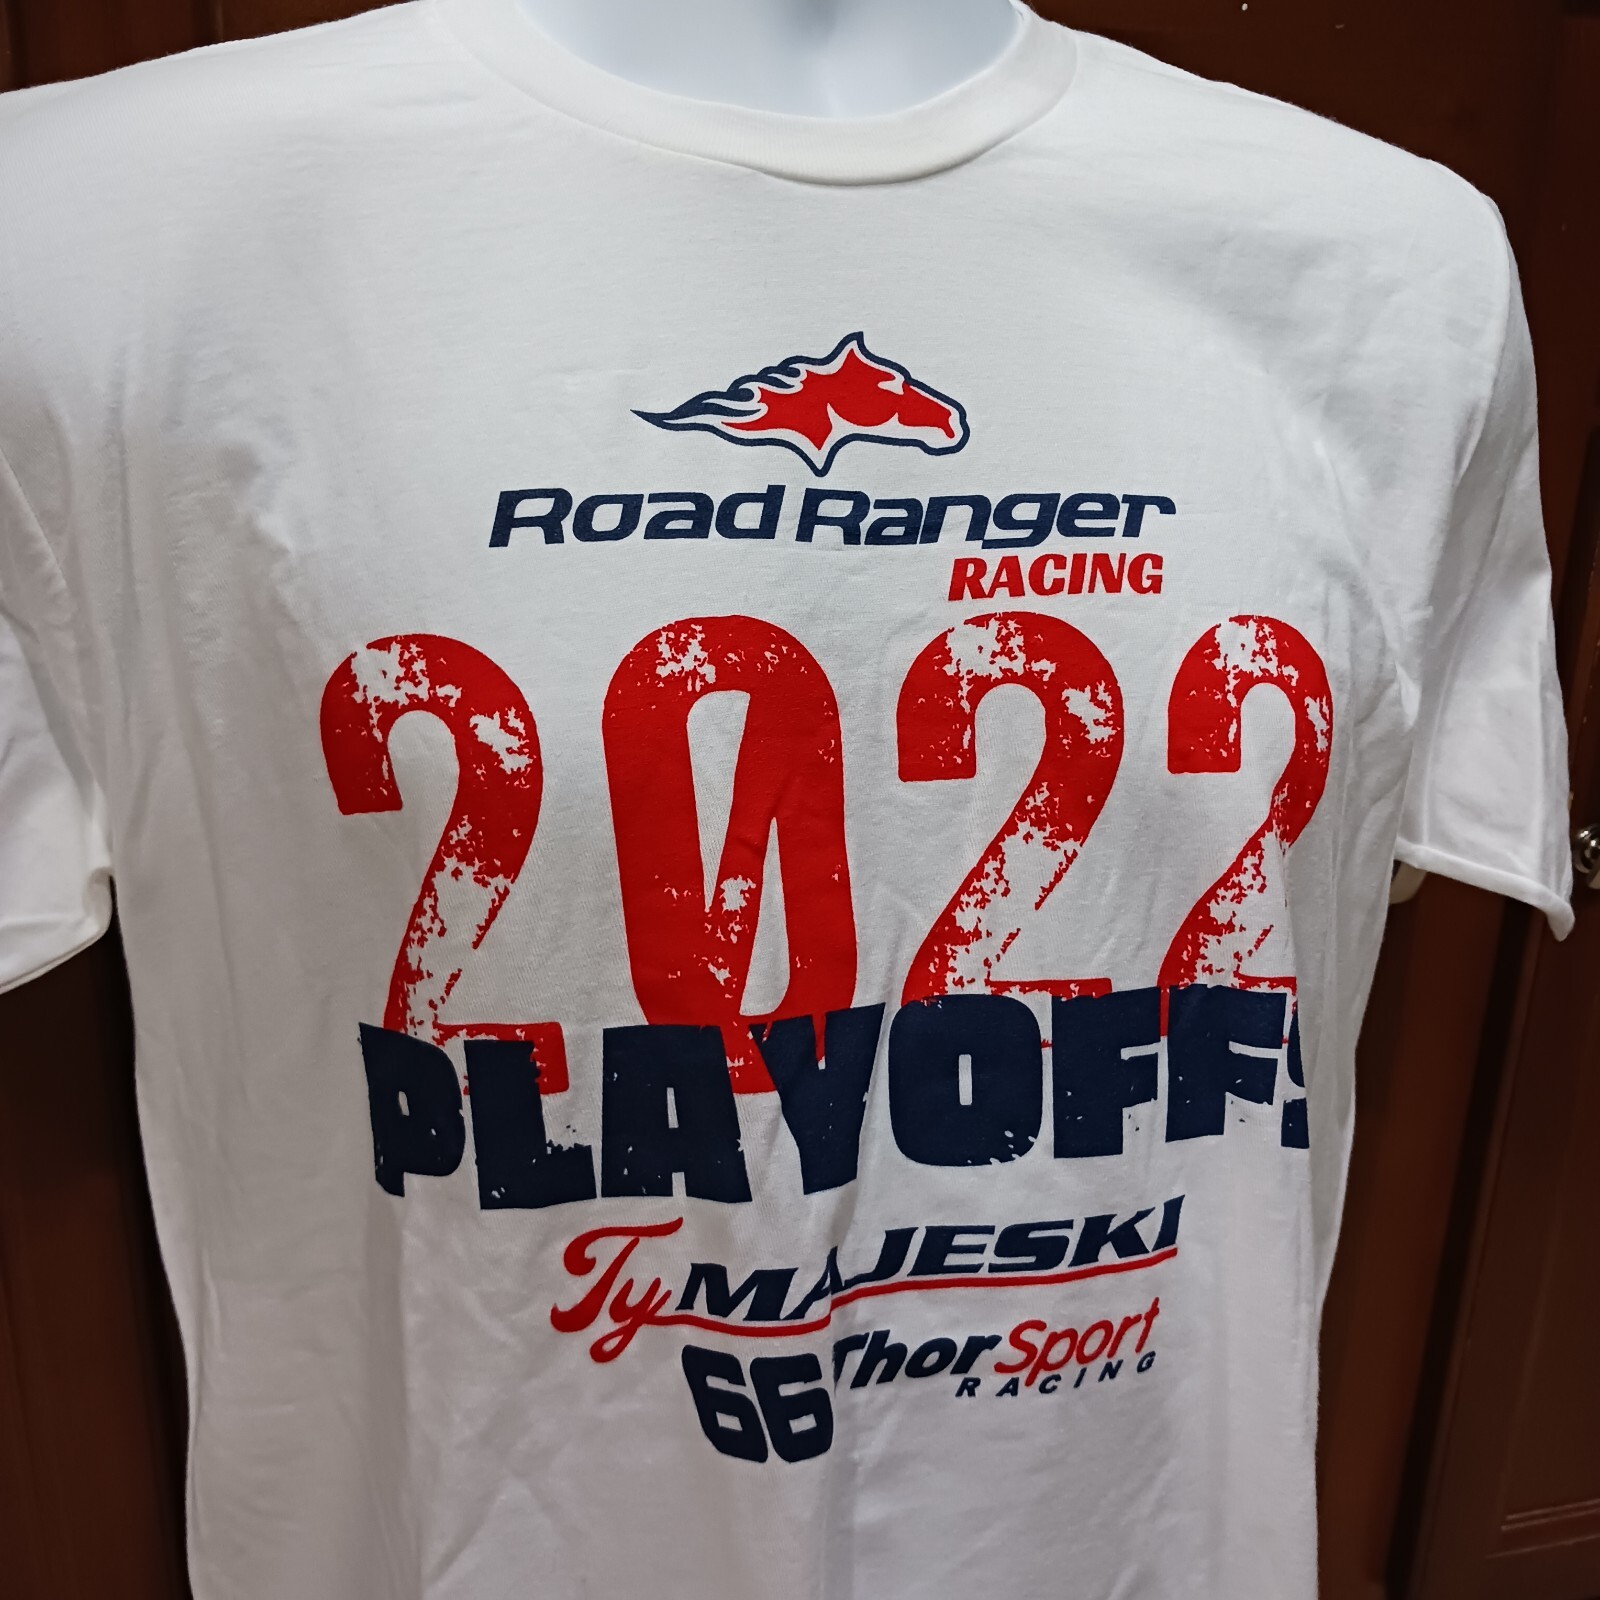 Road Ranger
RACING
2022
PLAYOFFS
Ty MAJESKI
66 ThorSport
RACING